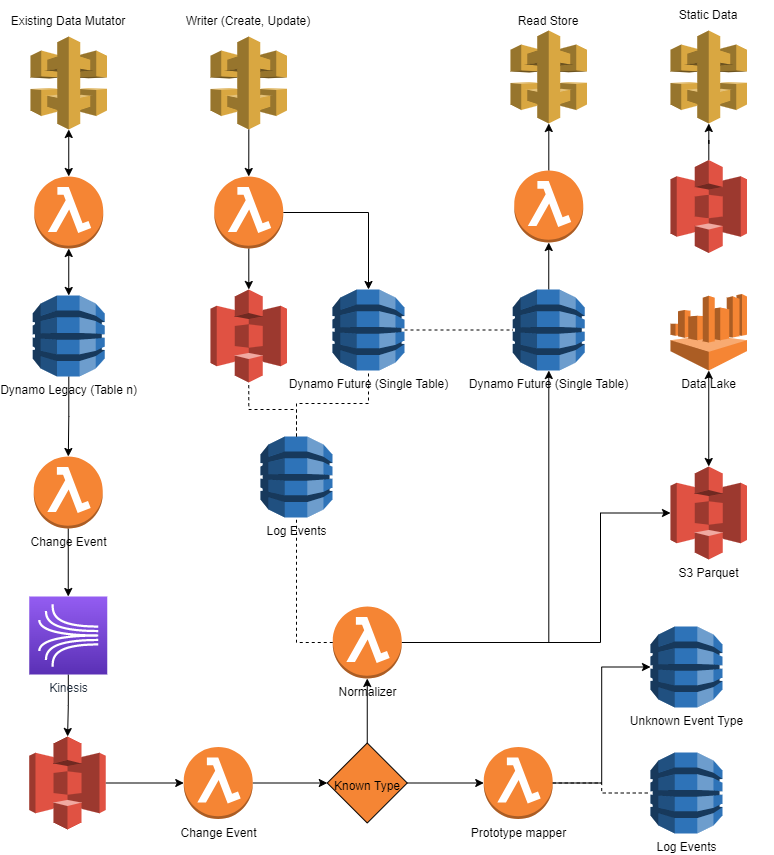 Existing Data Mutator
Writer (Create, Update)
Read Store
Static Data
Dynamo Legacy (Table n)
Dynamo Future (Single Table)
Dynamo Future (Single Table)
Data Lake
Log Events
Change Event
S3 Parquet
Kinesis
Normalizer
Unknown Event Type
Known Type
Change Event
Prototype mapper
Log Events